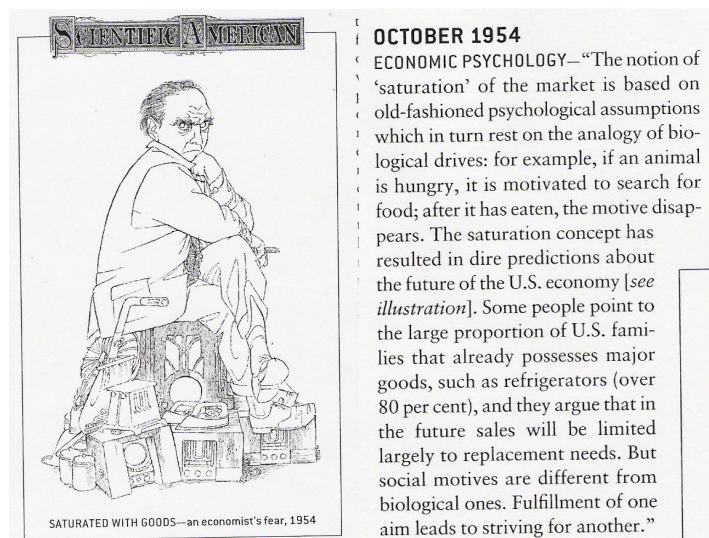 SCIENTIFIC AMERICAN
SATURATED WITH GOODS—an economist's fear, 1954
OCTOBER 1954
ECONOMIC PSYCHOLOGY—“The notion of
‘saturation’ of the market is based on
old-fashioned psychological assumptions
which in turn rest on the analogy of bio-
logical drives: for example, if an animal
is hungry, it is motivated to search for
food; after it has eaten, the motive disap-
pears. The saturation concept has
resulted in dire predictions about
the future of the U.S. economy [see
illustration]. Some people point to
the large proportion of U.S. fami-
lies that already possesses major
goods, such as refrigerators (over
80 per cent), and they argue that in
the future sales will be limited
largely to replacement needs. But
social motives are different from
biological ones. Fulfillment of one
aim leads to striving for another.”